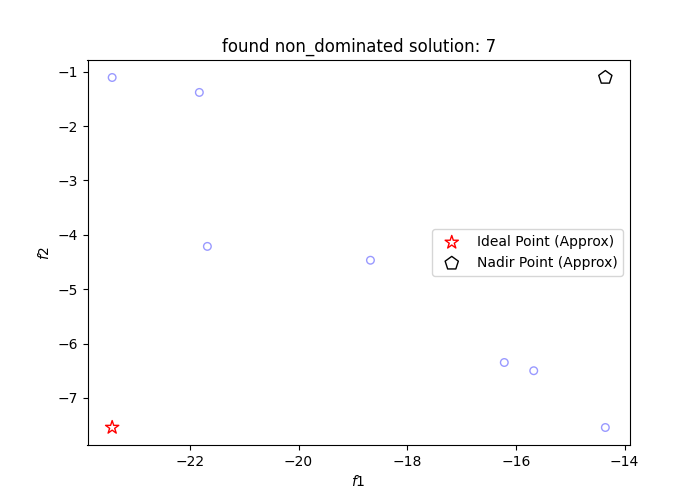 found non_dominated solution: 7
−1
−2
−3
−4
−5
−6
−7
f2
Ideal Point (Approx)
Nadir Point (Approx)
−22 −20 −18 −16 −14
f1